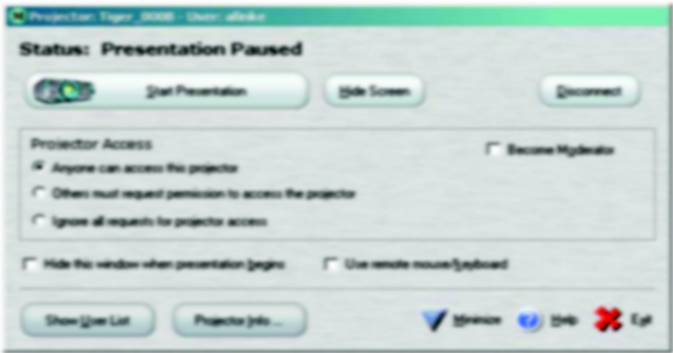 Projector: Tiger_000B - User: alinke
Status: Presentation Paused
Start Presentation Hide Screen Disconnect
Projector Access Become Moderator
Anyone can access this projector
Others must request permission to access the projector
Ignore all requests for projector access
Hide this window when presentation begins Use remote mouse/keyboard
Show User List Projector Info ... Minimize Help Exit